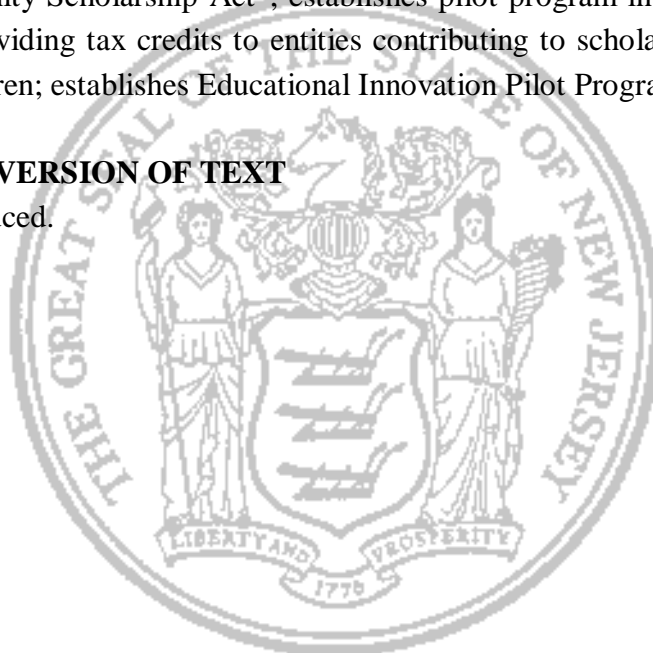 ity Scholarship Act", establishes pilot program in
viding tax credits to entities contributing to schola
ren; establishes Educational Innovation Pilot Progra
VERSION OF TEXT
uced.
THE GREAT SEAL OF THE STATE OF NEW JERSEY
LIBERTY AND PROSPERITY
1776